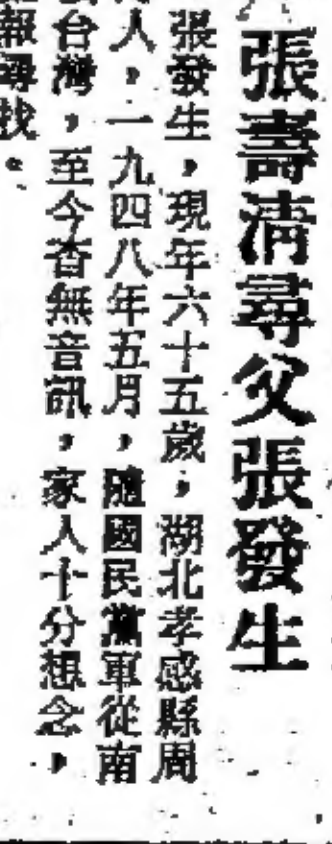 張壽清尋父張發生
張發生，現年六十五歲，湖北孝感縣周
人，一九四八年五月，隨國民黨軍從南
台灣，至今杳無音訊，家人十分想念，
報尋找。